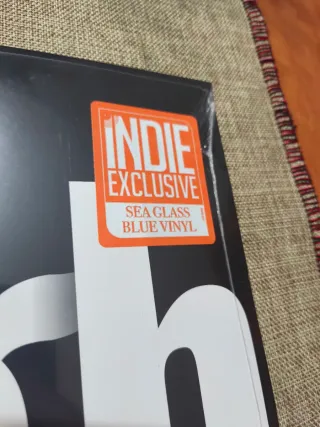 INDIE
EXCLUSIVE
SEA GLASS
BLUE VINYL
h